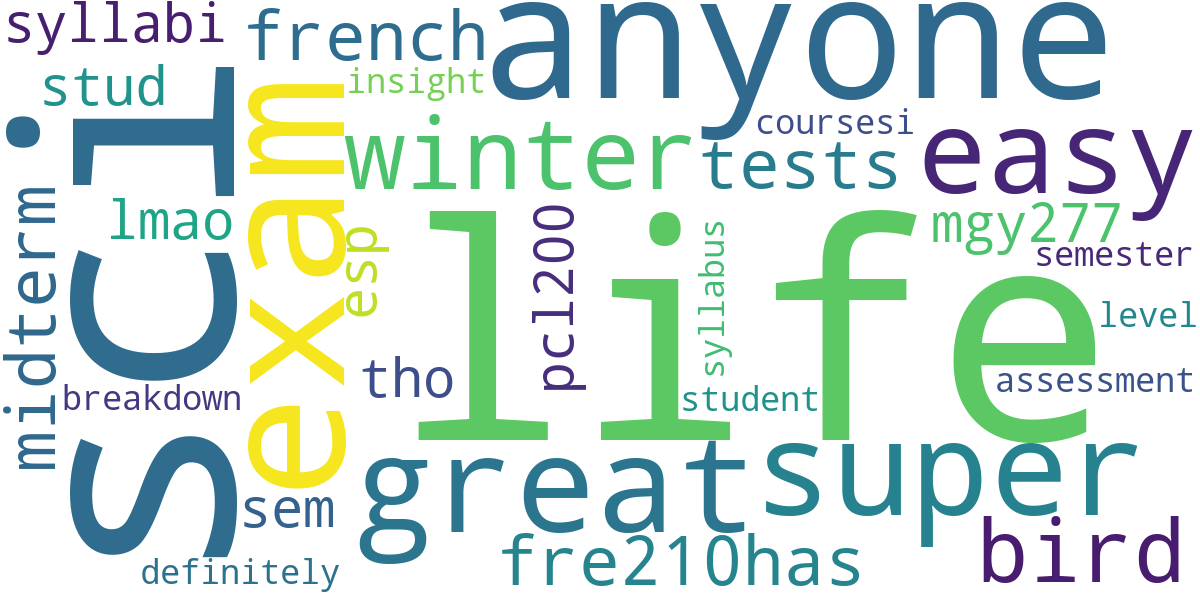 syllabi
french
anyone
stud
insight
coursesi
winter
tests
easy
midterm
sci
exam
lmao
esp
life
pcl200
syllabus
mgy277
semester
level
tho
breakdown
student
assessment
great
super
sem
bird
fre210has
definitely